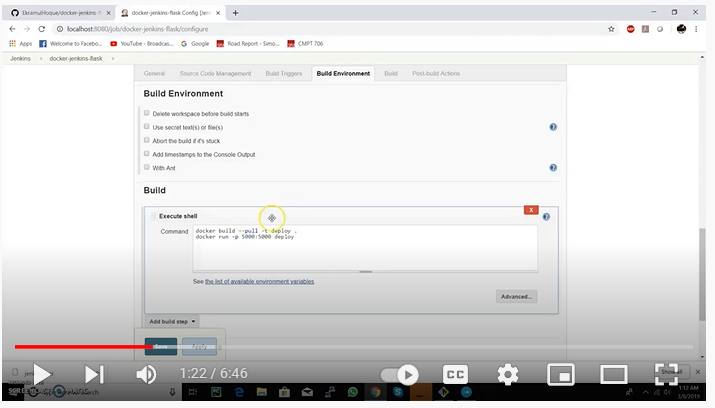 EkramulHoque/docker-jenkins-fl
docker-jenkins-flask Config [Jen
localhost:8080/job/docker-jenkins-flask/configure
Apps Welcome to Facebo... YouTube - Broadcas... Google Road Report - Simo... CMPT 706
Jenkins docker-jenkins-flask
General Source Code Management Build Triggers Build Environment Build Post-build Actions
Build Environment
Delete workspace before build starts
Use secret text(s) or file(s)
Abort the build if it's stuck
Add timestamps to the Console Output
With Ant
Build
X
Execute shell
Command
docker build --pull -t deploy .
docker run -p 5000:5000 deploy
See the list of available environment variables
Advanced...
Add build step
Save Apply
1:22 / 6:46
CC
Show all
1:12 AM
5/8/2019